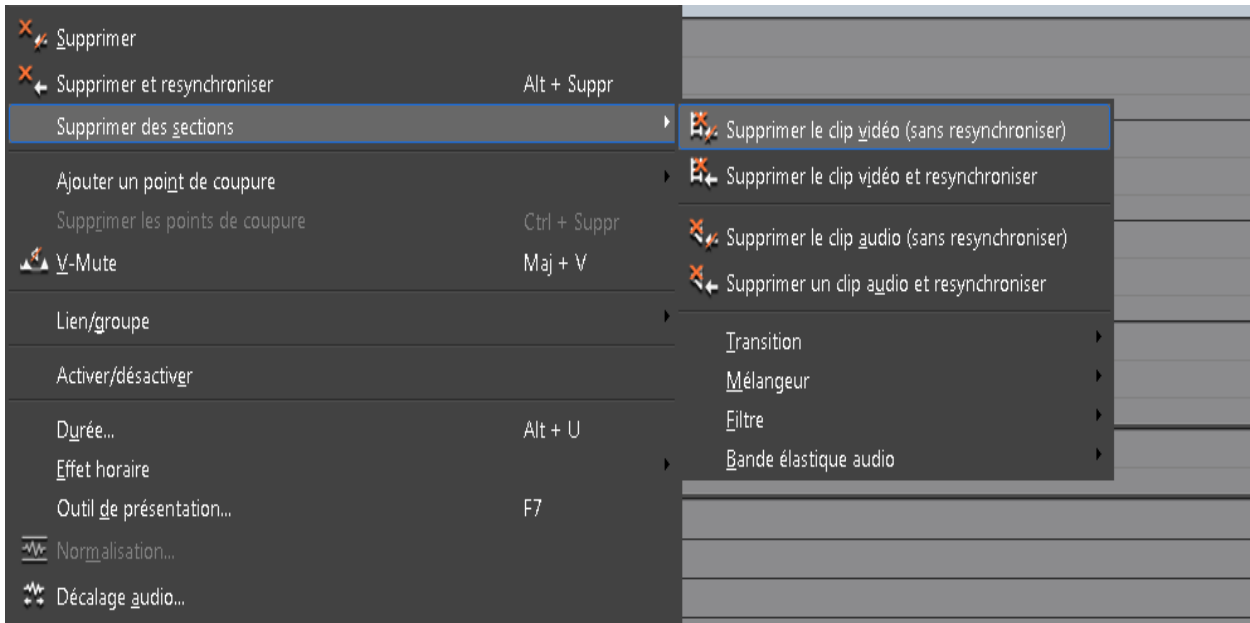 Supprimer
Supprimer et resynchroniser Alt + Suppr
Supprimer des sections
Ajouter un point de coupure
Supprimer les points de coupure Ctrl + Suppr
V-Mute Maj + V
Lien/groupe
Activer/désactiver
Durée... Alt + U
Effet horaire
Outil de présentation... F7
Normalisation...
Décalage audio...
Supprimer le clip vidéo (sans resynchroniser)
Supprimer le clip vidéo et resynchroniser
Supprimer le clip audio (sans resynchroniser)
Supprimer un clip audio et resynchroniser
Transition
Mélangeur
Filtre
Bande élastique audio